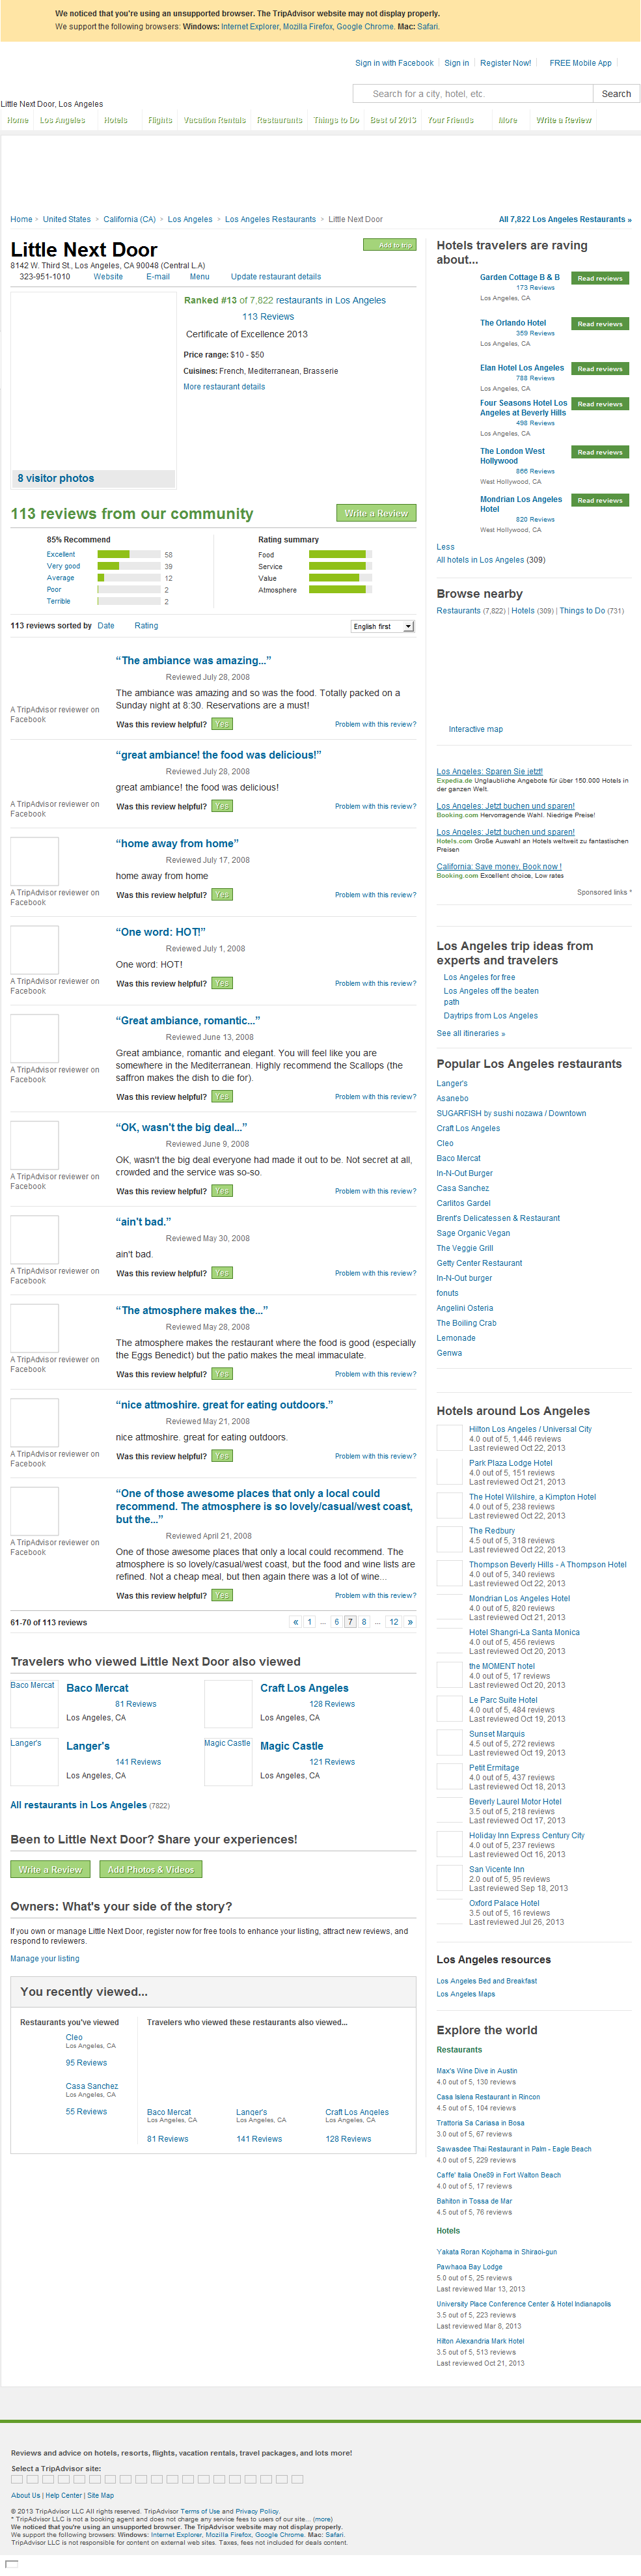 We noticed that you're using an unsupported browser. The TripAdvisor website may not display properly.
We support the following browsers: Windows: Internet Explorer, Mozilla Firefox, Google Chrome. Mac: Safari.
Sign in with Facebook Sign in Register Now! FREE Mobile App
Search for a city, hotel, etc. Search
Little Next Door, Los Angeles
Home Los Angeles Hotels Flights Vacation Rentals Restaurants Things to Do Best of 2013 Your Friends More Write a Review
Home > United States > California (CA) > Los Angeles > Los Angeles Restaurants > Little Next Door
All 7,822 Los Angeles Restaurants »
Little Next Door
Add to trip
8142 W. Third St., Los Angeles, CA 90048 (Central L.A)
323-951-1010 Website E-mail Menu Update restaurant details
Ranked #13 of 7,822 restaurants in Los Angeles
113 Reviews
Certificate of Excellence 2013
Price range: $10 - $50
Cuisines: French, Mediterranean, Brasserie
More restaurant details
8 visitor photos
113 reviews from our community
Write a Review
85% Recommend
Excellent 58
Very good 39
Average 12
Poor 2
Terrible 2
Rating summary
Food
Service
Value
Atmosphere
113 reviews sorted by Date Rating
English first
“The ambiance was amazing...”
Reviewed July 28, 2008
The ambiance was amazing and so was the food. Totally packed on a
Sunday night at 8:30. Reservations are a must!
A TripAdvisor reviewer on
Facebook
Was this review helpful? Yes Problem with this review?
“great ambiance! the food was delicious!”
Reviewed July 28, 2008
great ambiance! the food was delicious!
A TripAdvisor reviewer on
Facebook
Was this review helpful? Yes Problem with this review?
“home away from home”
Reviewed July 17, 2008
home away from home
A TripAdvisor reviewer on
Facebook
Was this review helpful? Yes Problem with this review?
“One word: HOT!”
Reviewed July 1, 2008
One word: HOT!
A TripAdvisor reviewer on
Facebook
Was this review helpful? Yes Problem with this review?
“Great ambiance, romantic...”
Reviewed June 13, 2008
Great ambiance, romantic and elegant. You will feel like you are
somewhere in the Mediterranean. Highly recommend the Scallops (the
saffron makes the dish to die for).
A TripAdvisor reviewer on
Facebook
Was this review helpful? Yes Problem with this review?
“OK, wasn't the big deal...”
Reviewed June 9, 2008
OK, wasn't the big deal everyone had made it out to be. Not secret at all,
crowded and the service was so-so.
A TripAdvisor reviewer on
Facebook
Was this review helpful? Yes Problem with this review?
“ain't bad.”
Reviewed May 30, 2008
ain't bad.
A TripAdvisor reviewer on
Facebook
Was this review helpful? Yes Problem with this review?
“The atmosphere makes the...”
Reviewed May 28, 2008
The atmosphere makes the restaurant where the food is good (especially
the Eggs Benedict) but the patio makes the meal immaculate.
A TripAdvisor reviewer on
Facebook
Was this review helpful? Yes Problem with this review?
“nice attmoshire. great for eating outdoors.”
Reviewed May 21, 2008
nice attmoshire. great for eating outdoors.
A TripAdvisor reviewer on
Facebook
Was this review helpful? Yes Problem with this review?
“One of those awesome places that only a local could
recommend. The atmosphere is so lovely/casual/west coast,
but the...”
Reviewed April 21, 2008
One of those awesome places that only a local could recommend. The
atmosphere is so lovely/casual/west coast, but the food and wine lists are
refined. Not a cheap meal, but then again there was a lot of wine...
A TripAdvisor reviewer on
Facebook
Was this review helpful? Yes Problem with this review?
61-70 of 113 reviews
« 1 ... 6 7 8 ... 12 »
Travelers who viewed Little Next Door also viewed
Baco Mercat
Baco Mercat
81 Reviews
Los Angeles, CA
Craft Los Angeles
128 Reviews
Los Angeles, CA
Langer's
Langer's
141 Reviews
Los Angeles, CA
Magic Castle
Magic Castle
121 Reviews
Los Angeles, CA
All restaurants in Los Angeles (7822)
Been to Little Next Door? Share your experiences!
Write a Review Add Photos & Videos
Owners: What's your side of the story?
If you own or manage Little Next Door, register now for free tools to enhance your listing, attract new reviews, and
respond to reviewers.
Manage your listing
You recently viewed...
Restaurants you've viewed
Cleo
Los Angeles, CA
95 Reviews
Casa Sanchez
Los Angeles, CA
55 Reviews
Travelers who viewed these restaurants also viewed...
Baco Mercat
Los Angeles, CA
81 Reviews
Langer's
Los Angeles, CA
141 Reviews
Craft Los Angeles
Los Angeles, CA
128 Reviews
Hotels travelers are raving
about...
Garden Cottage B & B
173 Reviews
Los Angeles, CA
Read reviews
The Orlando Hotel
359 Reviews
Los Angeles, CA
Read reviews
Elan Hotel Los Angeles
788 Reviews
Los Angeles, CA
Read reviews
Four Seasons Hotel Los
Angeles at Beverly Hills
498 Reviews
Los Angeles, CA
Read reviews
The London West
Hollywood
866 Reviews
West Hollywood, CA
Read reviews
Mondrian Los Angeles
Hotel
820 Reviews
West Hollywood, CA
Read reviews
Less
All hotels in Los Angeles (309)
Browse nearby
Restaurants (7,822) | Hotels (309) | Things to Do (731)
Interactive map
Los Angeles: Sparen Sie jetzt!
Expedia.de Unglaubliche Angebote für über 150.000 Hotels in
der ganzen Welt.
Los Angeles: Jetzt buchen und sparen!
Booking.com Hervorragende Wahl. Niedrige Preise!
Los Angeles: Jetzt buchen und sparen!
Hotels.com Große Auswahl an Hotels weltweit zu fantastischen
Preisen
California: Save money, Book now !
Booking.com Excellent choice, Low rates
Sponsored links *
Los Angeles trip ideas from
experts and travelers
Los Angeles for free
Los Angeles off the beaten
path
Daytrips from Los Angeles
See all itineraries »
Popular Los Angeles restaurants
Langer's
Asanebo
SUGARFISH by sushi nozawa / Downtown
Craft Los Angeles
Cleo
Baco Mercat
In-N-Out Burger
Casa Sanchez
Carlitos Gardel
Brent's Delicatessen & Restaurant
Sage Organic Vegan
The Veggie Grill
Getty Center Restaurant
In-N-Out burger
fonuts
Angelini Osteria
The Boiling Crab
Lemonade
Genwa
Hotels around Los Angeles
Hilton Los Angeles / Universal City
4.0 out of 5, 1,446 reviews
Last reviewed Oct 22, 2013
Park Plaza Lodge Hotel
4.0 out of 5, 151 reviews
Last reviewed Oct 21, 2013
The Hotel Wilshire, a Kimpton Hotel
4.0 out of 5, 238 reviews
Last reviewed Oct 22, 2013
The Redbury
4.5 out of 5, 318 reviews
Last reviewed Oct 22, 2013
Thompson Beverly Hills - A Thompson Hotel
4.0 out of 5, 340 reviews
Last reviewed Oct 22, 2013
Mondrian Los Angeles Hotel
4.0 out of 5, 820 reviews
Last reviewed Oct 21, 2013
Hotel Shangri-La Santa Monica
4.0 out of 5, 456 reviews
Last reviewed Oct 20, 2013
the MOMENT hotel
4.0 out of 5, 17 reviews
Last reviewed Oct 20, 2013
Le Parc Suite Hotel
4.0 out of 5, 484 reviews
Last reviewed Oct 19, 2013
Sunset Marquis
4.5 out of 5, 272 reviews
Last reviewed Oct 19, 2013
Petit Ermitage
4.0 out of 5, 437 reviews
Last reviewed Oct 18, 2013
Beverly Laurel Motor Hotel
3.5 out of 5, 218 reviews
Last reviewed Oct 17, 2013
Holiday Inn Express Century City
4.0 out of 5, 237 reviews
Last reviewed Oct 16, 2013
San Vicente Inn
2.0 out of 5, 95 reviews
Last reviewed Sep 18, 2013
Oxford Palace Hotel
3.5 out of 5, 16 reviews
Last reviewed Jul 26, 2013
Los Angeles resources
Los Angeles Bed and Breakfast
Los Angeles Maps
Explore the world
Restaurants
Max's Wine Dive in Austin
4.0 out of 5, 130 reviews
Casa Islena Restaurant in Rincon
4.5 out of 5, 104 reviews
Trattoria Sa Cariasa in Bosa
3.0 out of 5, 67 reviews
Sawasdee Thai Restaurant in Palm - Eagle Beach
4.0 out of 5, 229 reviews
Caffe' Italia One89 in Fort Walton Beach
4.0 out of 5, 17 reviews
Bahiton in Tossa de Mar
4.5 out of 5, 76 reviews
Hotels
Yakata Roran Kojohama in Shiraoi-gun
Pawhaoa Bay Lodge
5.0 out of 5, 25 reviews
Last reviewed Mar 13, 2013
University Place Conference Center & Hotel Indianapolis
3.5 out of 5, 223 reviews
Last reviewed Mar 8, 2013
Hilton Alexandria Mark Hotel
3.5 out of 5, 513 reviews
Last reviewed Oct 21, 2013
Reviews and advice on hotels, resorts, flights, vacation rentals, travel packages, and lots more!
Select a TripAdvisor site:
About Us | Help Center | Site Map
© 2013 TripAdvisor LLC All rights reserved. TripAdvisor Terms of Use and Privacy Policy.
* TripAdvisor LLC is not a booking agent and does not charge any service fees to users of our site... (more)
We noticed that you're using an unsupported browser. The TripAdvisor website may not display properly.
We support the following browsers: Windows: Internet Explorer, Mozilla Firefox, Google Chrome. Mac: Safari.
TripAdvisor LLC is not responsible for content on external web sites. Taxes, fees not included for deals content.